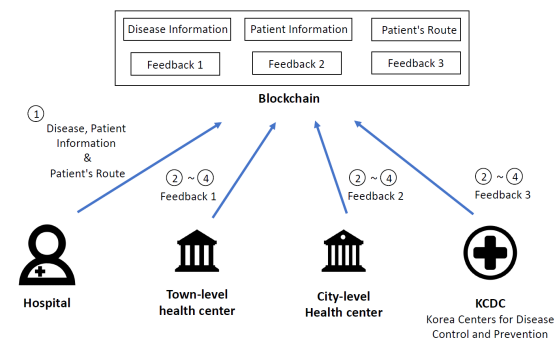 Disease Information
Patient Information
Patient's Route
Feedback 1
Feedback 2
Feedback 3
Blockchain
1
Disease, Patient
Information
&
Patient's Route
2 ~ 4
Feedback 1
2 ~ 4
Feedback 2
2 ~ 4
Feedback 3
Hospital
Town-level
health center
City-level
Health center
KCDC
Korea Centers for Disease
Control and Prevention